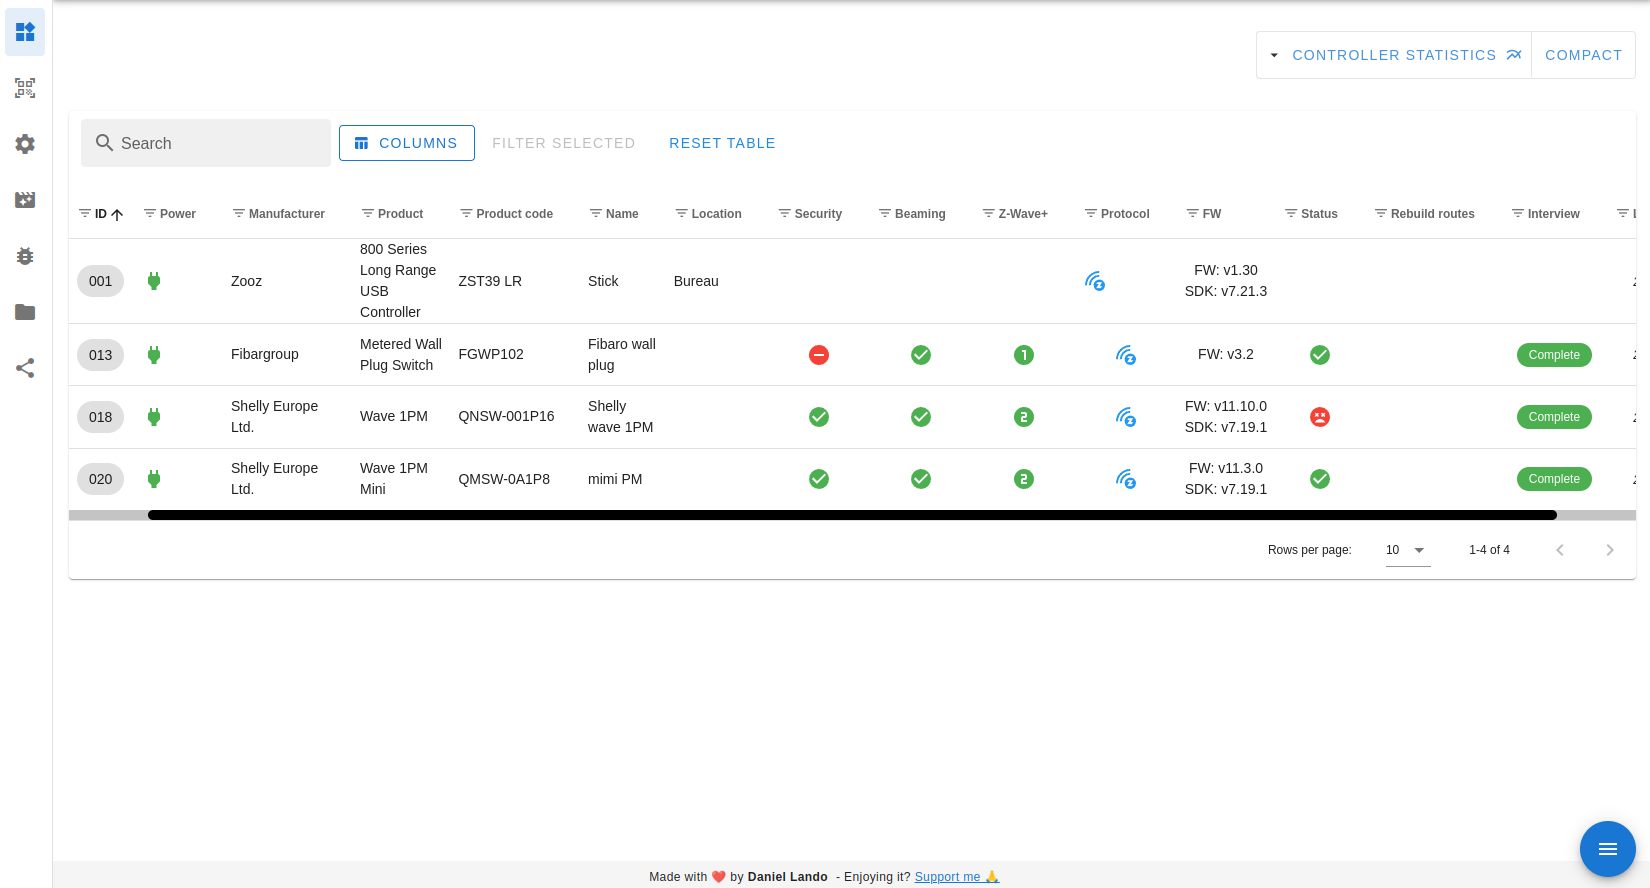 CONTROLLER STATISTICS COMPACT
Search COLUMNS FILTER SELECTED RESET TABLE
ID Power Manufacturer Product Product code Name Location Security Beaming Z-Wave+ Protocol FW Status Rebuild routes Interview
800 Series
Long Range
USB
Controller
001 Zooz ZST39 LR Stick Bureau
FW: v1.30
SDK: v7.21.3
013 Fibargroup
Metered Wall
Plug Switch
FGWP102
Fibaro wall
plug
1
FW: v3.2
Complete
018
Shelly Europe
Ltd.
Wave 1PM
QNSW-001P16
Shelly
wave 1PM
2
FW: v11.10.0
SDK: v7.19.1
Complete
020
Shelly Europe
Ltd.
Wave 1PM
Mini
QMSW-0A1P8
mimi PM
2
FW: v11.3.0
SDK: v7.19.1
Complete
Rows per page: 10 1-4 of 4
Made with ❤️ by Daniel Lando - Enjoying it? Support me 🙏